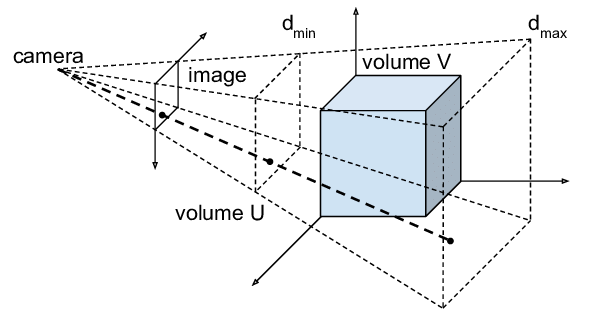 d_min
d_max
camera
volume V
image
volume U